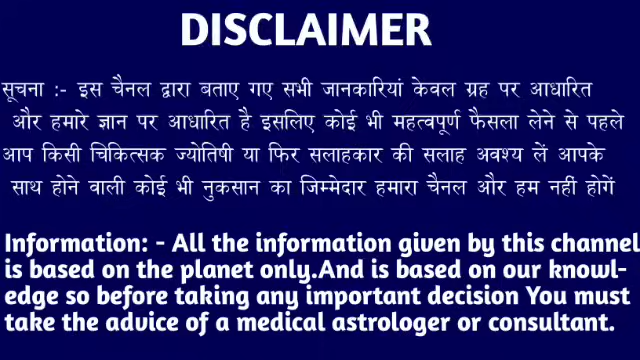 DISCLAIMER
सूचना :- इस चैनल द्वारा बताए गए सभी जानकारियां केवल ग्रह पर आधारित
और हमारे ज्ञान पर आधारित है इसलिए कोई भी महत्वपूर्ण फैसला लेने से पहले
आप किसी चिकित्सक ज्योतिषी या फिर सलाहकार की सलाह अवश्य लें आपके
साथ होने वाली कोई भी नुकसान का जिम्मेदार हमारा चैनल और हम नहीं होगें
Information: - All the information given by this channel
is based on the planet only.And is based on our knowl-
edge so before taking any important decision You must
take the advice of a medical astrologer or consultant.